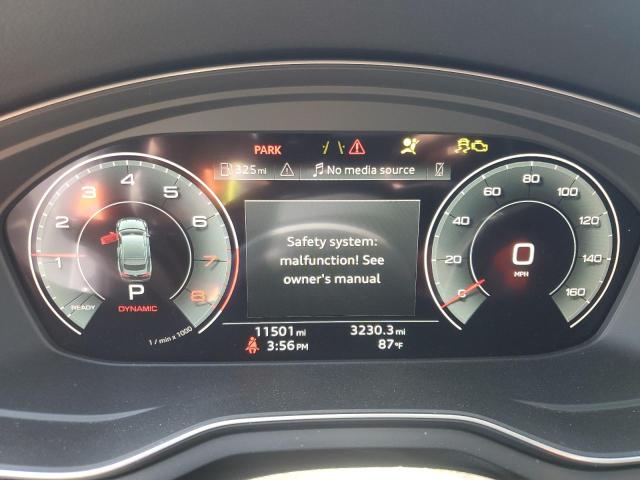 PARK
325 mi
No media source
1 2 3 4 5 6 7 8
READY
P
DYNAMIC
1 / min x 1000
Safety system:
malfunction! See
owner's manual
0 20 40 60 80 100 120 140 160
0
MPH
11501 mi
3230.3 mi
3:56 PM
87°F